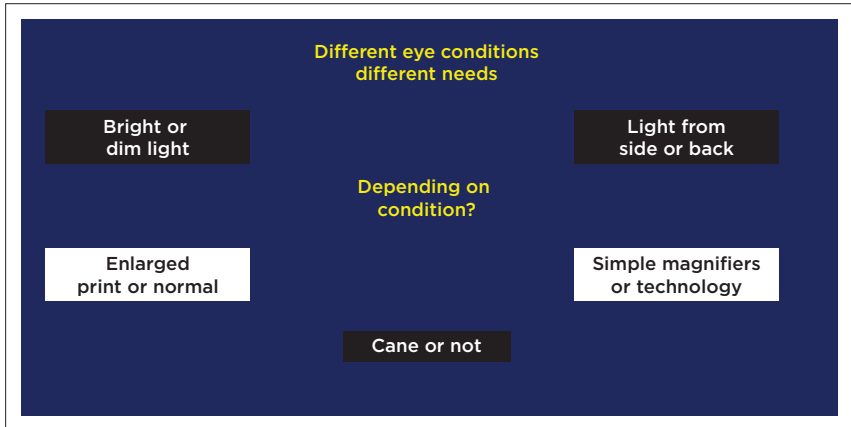 Different eye conditions
different needs
Bright or
dim light
Light from
side or back
Depending on
condition?
Enlarged
print or normal
Simple magnifiers
or technology
Cane or not